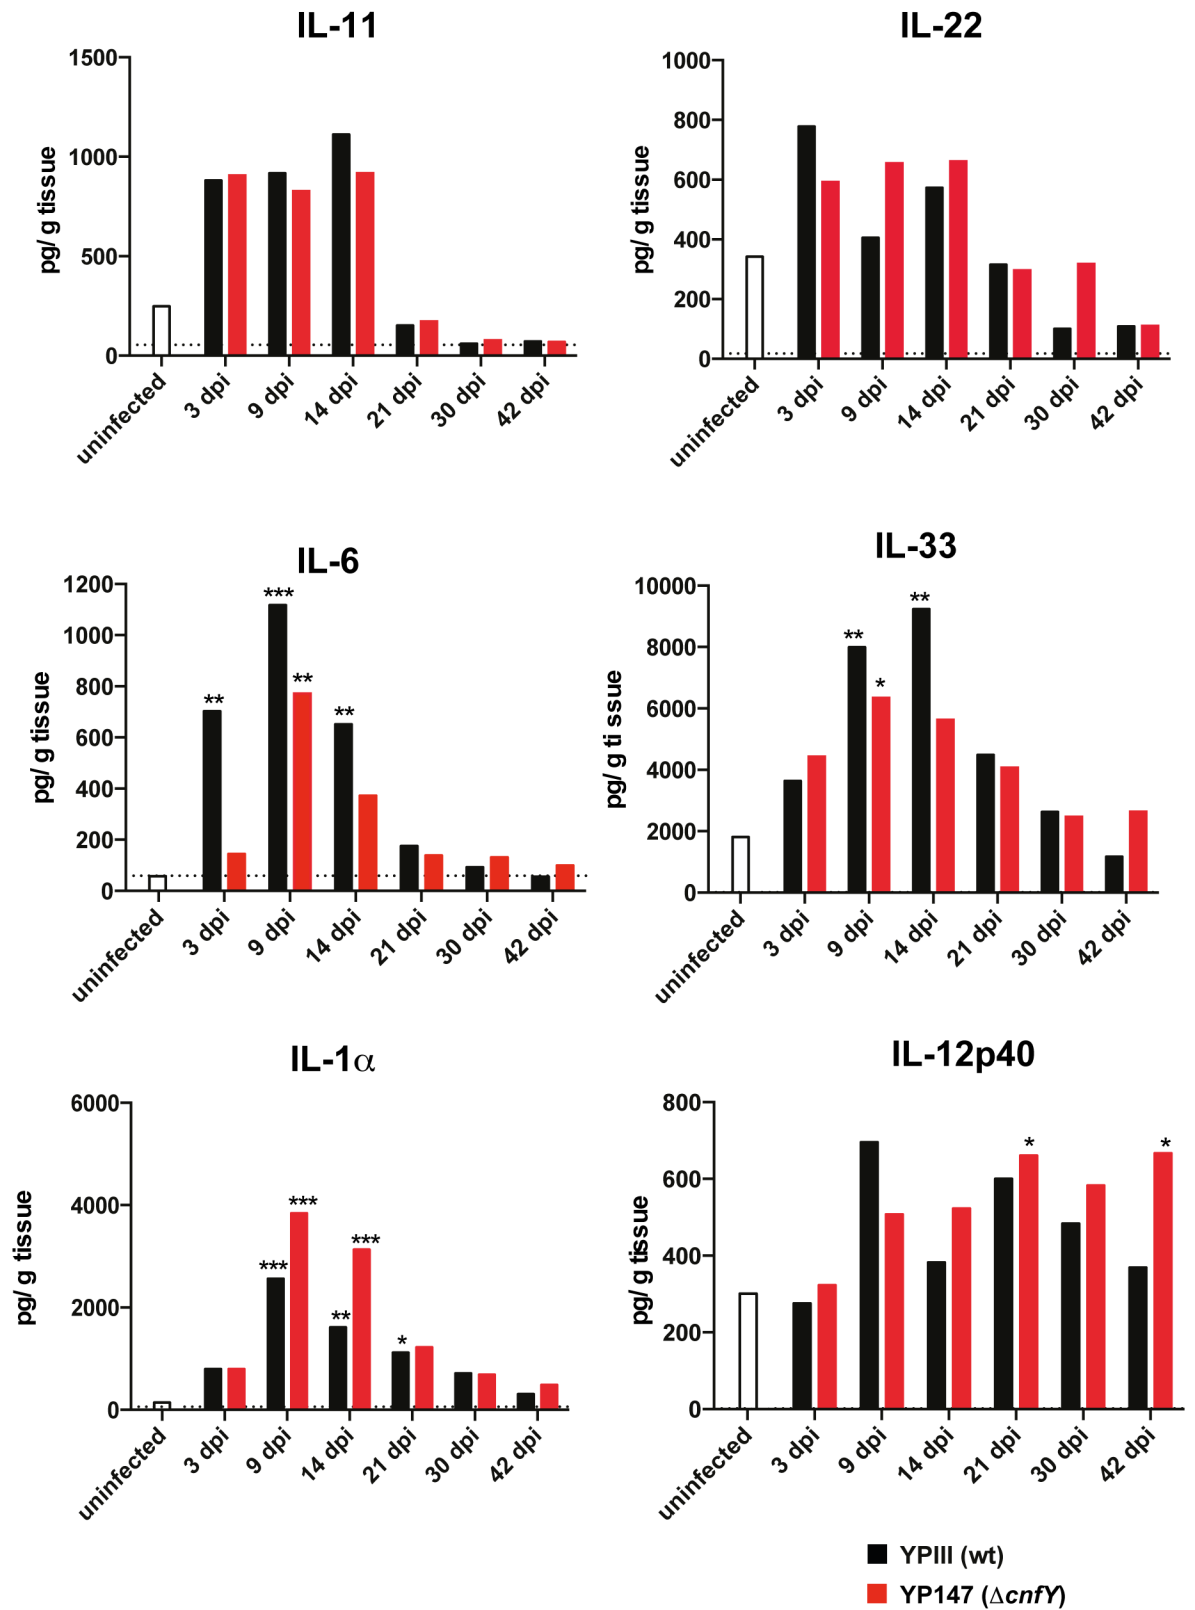 IL-11
1500
1000
500
0
pg/ g tissue
uninfected
3 dpi
9 dpi
14 dpi
21 dpi
30 dpi
42 dpi
IL-22
1000
800
600
400
200
0
pg/ g tissue
uninfected
3 dpi
9 dpi
14 dpi
21 dpi
30 dpi
42 dpi
IL-6
1200
1000
800
600
400
200
0
pg/ g tissue
**
***
**
**
uninfected
3 dpi
9 dpi
14 dpi
21 dpi
30 dpi
42 dpi
IL-33
10000
8000
6000
4000
2000
0
pg/ g ti ssue
**
*
**
uninfected
3 dpi
9 dpi
14 dpi
21 dpi
30 dpi
42 dpi
IL-1α
6000
4000
2000
0
pg/ g tissue
***
***
**
***
*
uninfected
3 dpi
9 dpi
14 dpi
21 dpi
30 dpi
42 dpi
IL-12p40
800
600
400
200
0
pg/ g tissue
*
*
uninfected
3 dpi
9 dpi
14 dpi
21 dpi
30 dpi
42 dpi
YPIII (wt)
YP147 (ΔcnfY)